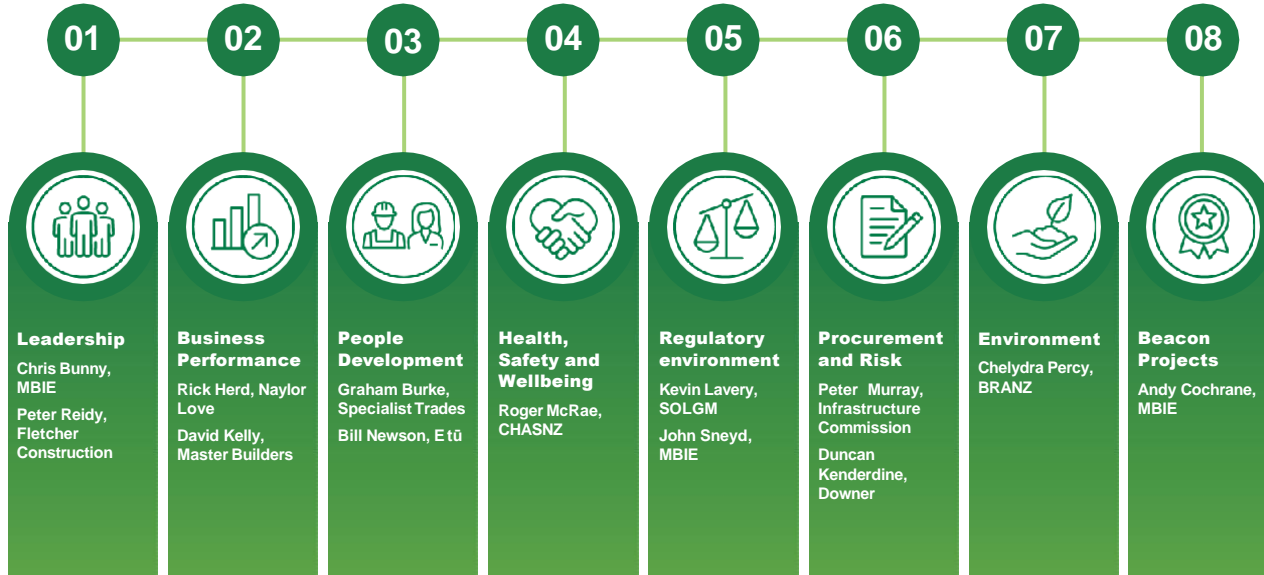 01
02
03
04
05
06
07
08
Leadership
Chris Bunny,
MBIE
Peter Reidy,
Fletcher
Construction
Business
Performance
Rick Herd, Naylor
Love
David Kelly,
Master Builders
People
Development
Graham Burke,
Specialist Trades
Bill Newson, E tū
Health,
Safety and
Wellbeing
Roger McRae,
CHASNZ
Regulatory
environment
Kevin Lavery,
SOLGM
John Sneyd,
MBIE
Procurement
and Risk
Peter Murray,
Infrastructure
Commission
Duncan
Kenderdine,
Downer
Environment
Chelydra Percy,
BRANZ
Beacon
Projects
Andy Cochrane,
MBIE